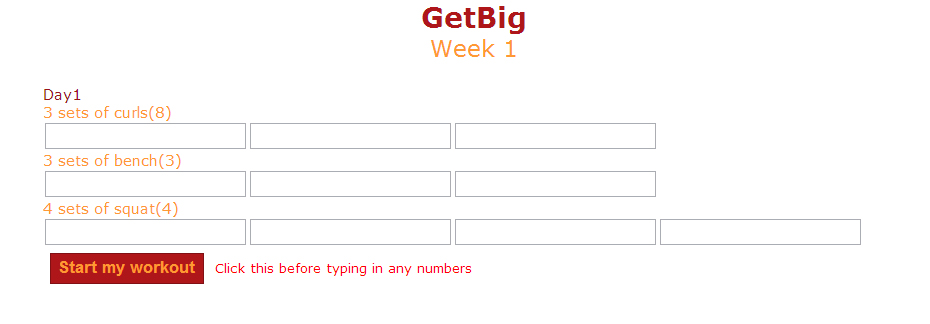 GetBig
Week 1
Day1
3 sets of curls(8)
3 sets of bench(3)
4 sets of squat(4)
Start my workout Click this before typing in any numbers